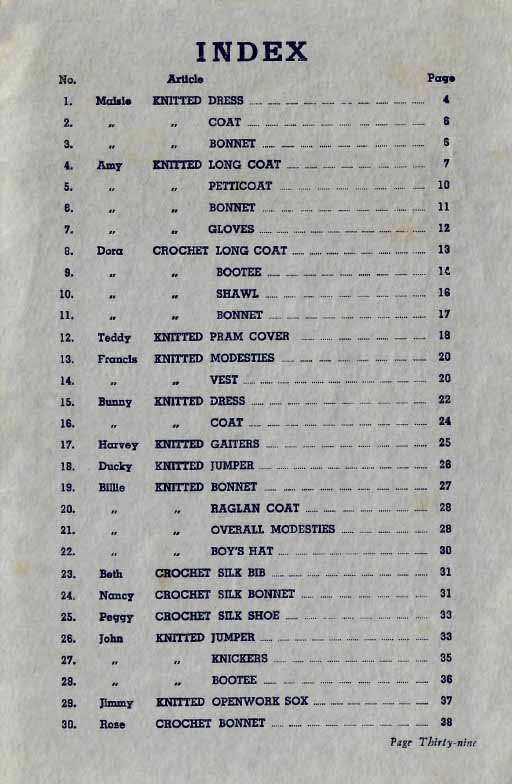 INDEX
No. Article Page
1. Maisie KNITTED DRESS 4
2. „ „ COAT 6
3. „ „ BONNET 6
4. Amy KNITTED LONG COAT 7
5. „ „ PETTICOAT 10
6. „ „ BONNET 11
7. „ „ GLOVES 12
8. Dora CROCHET LONG COAT 13
9. „ „ BOOTEE 14
10. „ „ SHAWL 16
11. „ „ BONNET 17
12. Teddy KNITTED PRAM COVER 18
13. Francis KNITTED MODESTIES 20
14. „ „ VEST 20
15. Bunny KNITTED DRESS 22
16. „ „ COAT 24
17. Harvey KNITTED GAITERS 25
18. Ducky KNITTED JUMPER 26
19. Billie KNITTED BONNET 27
20. „ „ RAGLAN COAT 28
21. „ „ OVERALL MODESTIES 28
22. „ „ BOY'S HAT 30
23. Beth CROCHET SILK BIB 31
24. Nancy CROCHET SILK BONNET 31
25. Peggy CROCHET SILK SHOE 33
26. John KNITTED JUMPER 33
27. „ „ KNICKERS 35
28. „ „ BOOTEE 36
29. Jimmy KNITTED OPENWORK SOX 37
30. Rose CROCHET BONNET 38
Page Thirty-nine